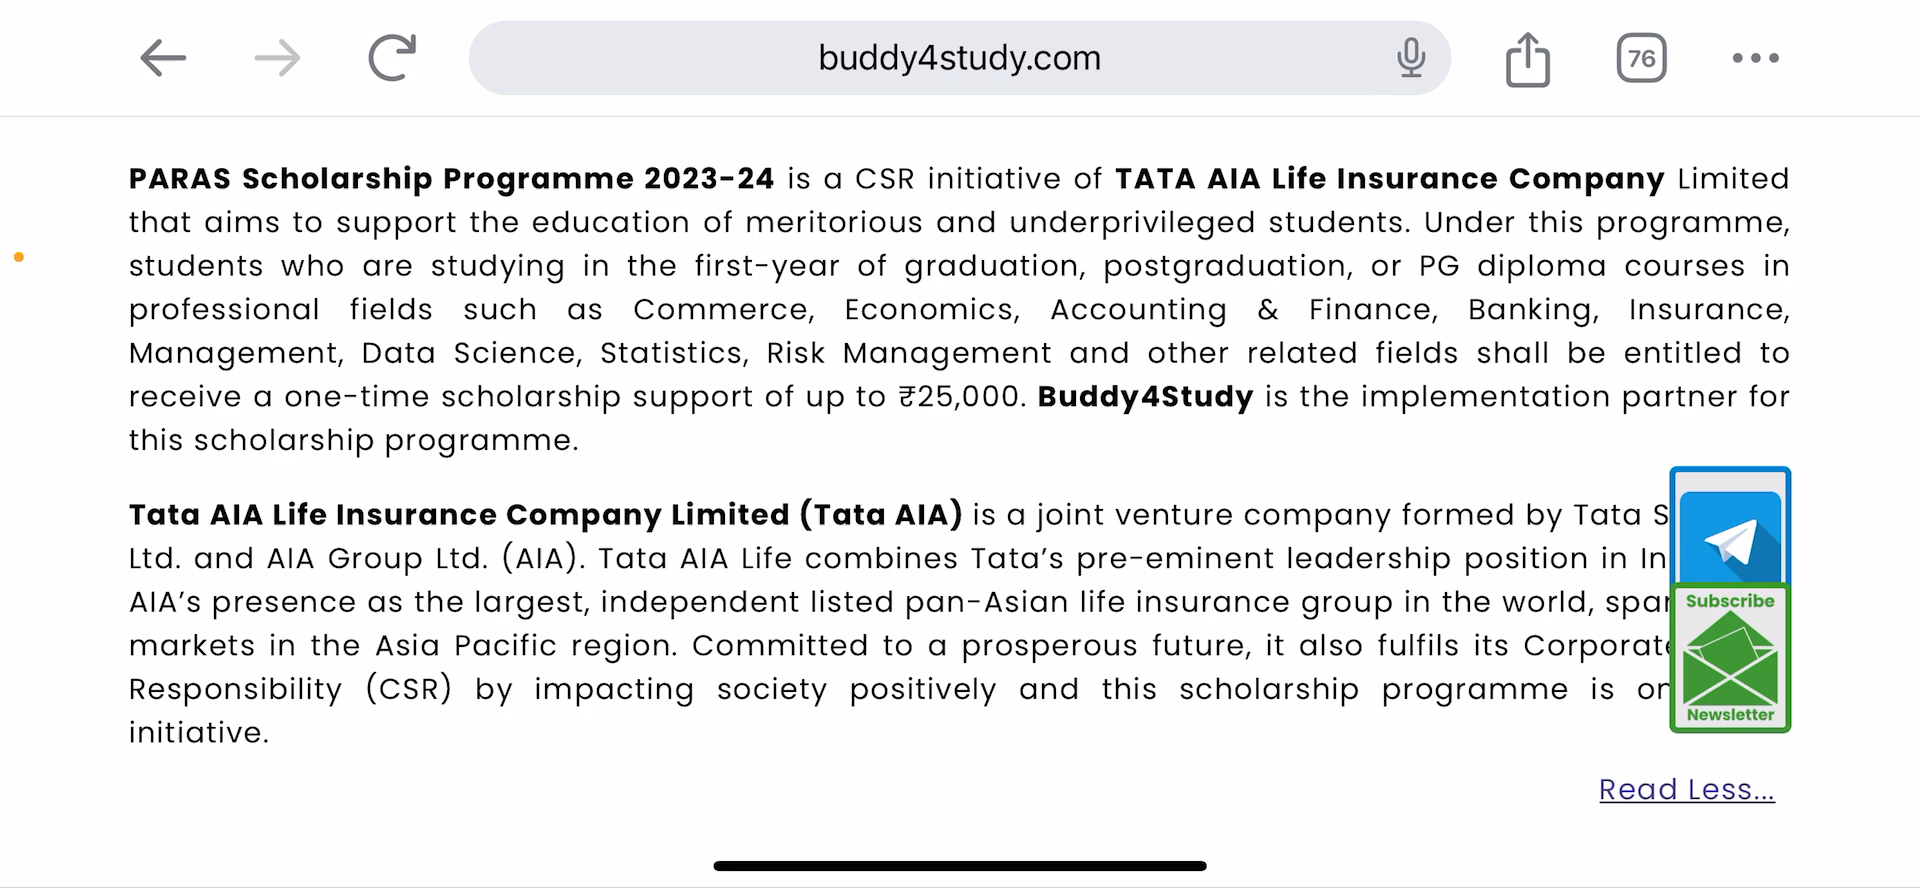 buddy4study.com
76
PARAS Scholarship Programme 2023-24 is a CSR initiative of TATA AIA Life Insurance Company Limited
that aims to support the education of meritorious and underprivileged students. Under this programme,
students who are studying in the first-year of graduation, postgraduation, or PG diploma courses in
professional fields such as Commerce, Economics, Accounting & Finance, Banking, Insurance,
Management, Data Science, Statistics, Risk Management and other related fields shall be entitled to
receive a one-time scholarship support of up to ₹25,000. Buddy4Study is the implementation partner for
this scholarship programme.
Tata AIA Life Insurance Company Limited (Tata AIA) is a joint venture company formed by Tata
Ltd. and AIA Group Ltd. (AIA). Tata AIA Life combines Tata's pre-eminent leadership position in
AIA's presence as the largest, independent listed pan-Asian life insurance group in the world,
markets in the Asia Pacific region. Committed to a prosperous future, it also fulfils its
Responsibility (CSR) by impacting society positively and this scholarship programme is
initiative.
Subscribe
Newsletter
Read Less...